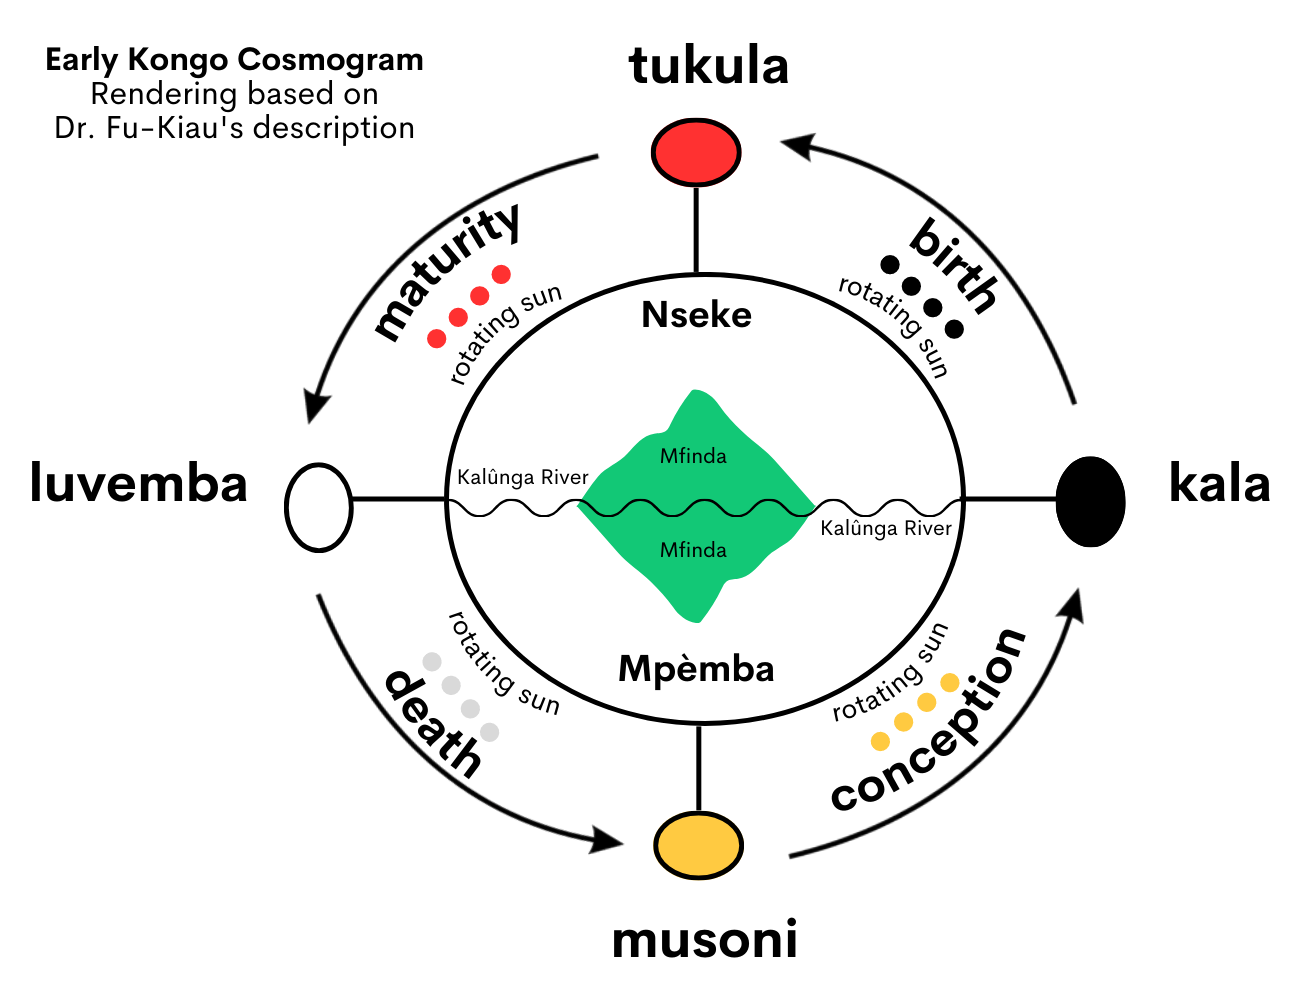 Early Kongo Cosmogram
Rendering based on
Dr. Fu-Kiau's description
tukula
maturity
rotating sun
birth
rotating sun
Nseke
luvemba
Kalûnga River
Mfinda
Mfinda
Kalûnga River
kala
Mpèmba
rotating sun
death
rotating sun
conception
musoni